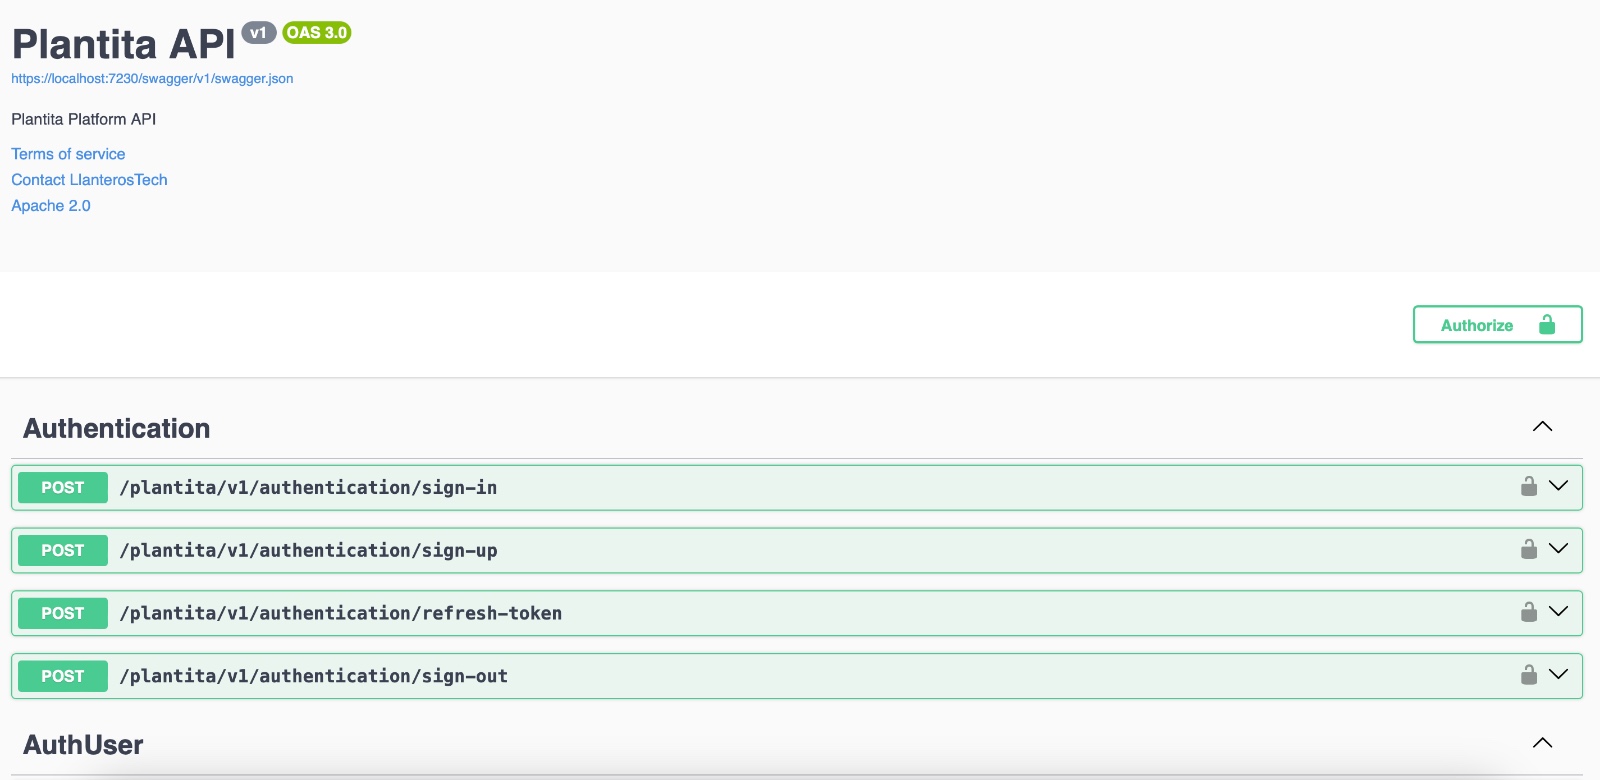 Plantita API v1 OAS 3.0
https://localhost:7230/swagger/v1/swagger.json
Plantita Platform API
Terms of service
Contact LlanterosTech
Apache 2.0
Authorize
Authentication
POST /plantita/v1/authentication/sign-in
POST /plantita/v1/authentication/sign-up
POST /plantita/v1/authentication/refresh-token
POST /plantita/v1/authentication/sign-out
AuthUser